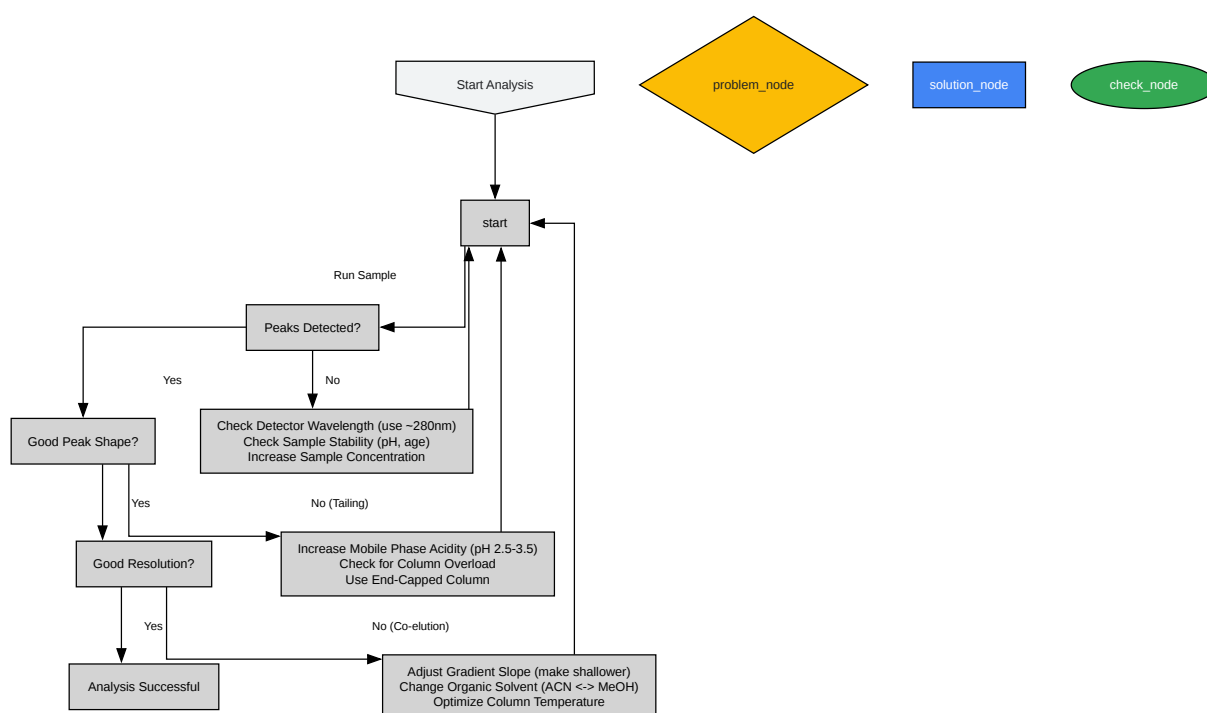 Start Analysis
problem_node
solution_node
check_node
start
Run Sample
Peaks Detected?
Yes
No
Check Detector Wavelength (use ~280nm)
Check Sample Stability (pH, age)
Increase Sample Concentration
Good Peak Shape?
Yes
No (Tailing)
Increase Mobile Phase Acidity (pH 2.5-3.5)
Check for Column Overload
Use End-Capped Column
Good Resolution?
Yes
No (Co-elution)
Adjust Gradient Slope (make shallower)
Change Organic Solvent (ACN <-> MeOH)
Optimize Column Temperature
Analysis Successful